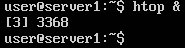 user@server1:~$ htop &
[3] 3368
user@server1:~$